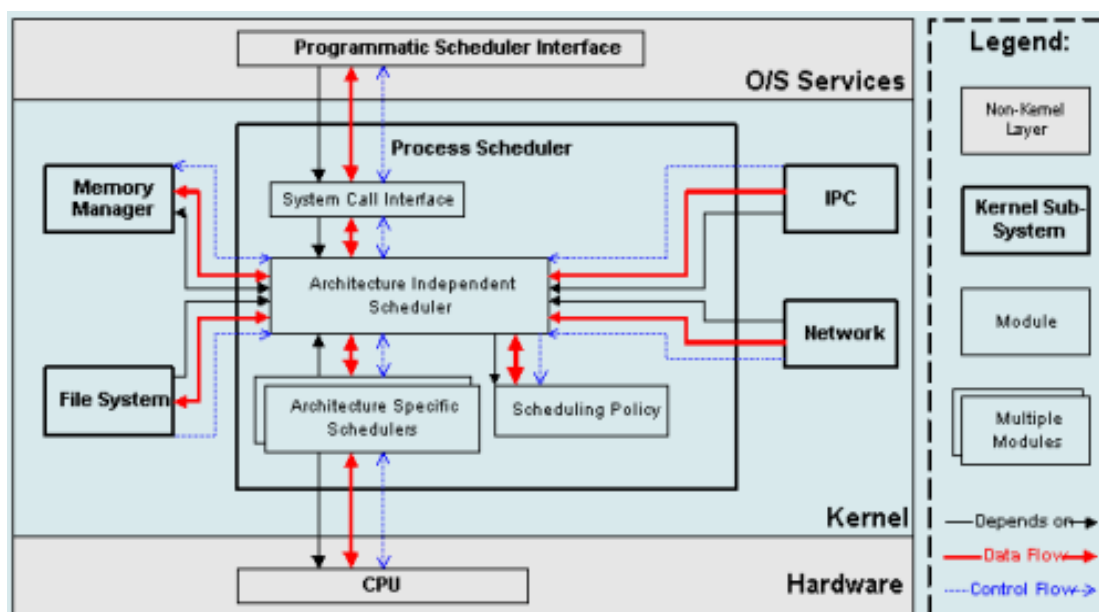 Programmatic Scheduler Interface
O/S Services
Process Scheduler
Memory
Manager
System Call Interface
IPC
Architecture Independent
Scheduler
Network
File System
Architecture Specific
Schedulers
Scheduling Policy
Kernel
CPU
Hardware
Legend:
Non-Kernel
Layer
Kernel Sub-
System
Module
Multiple
Modules
Depends on
Data Flow
Control Flow